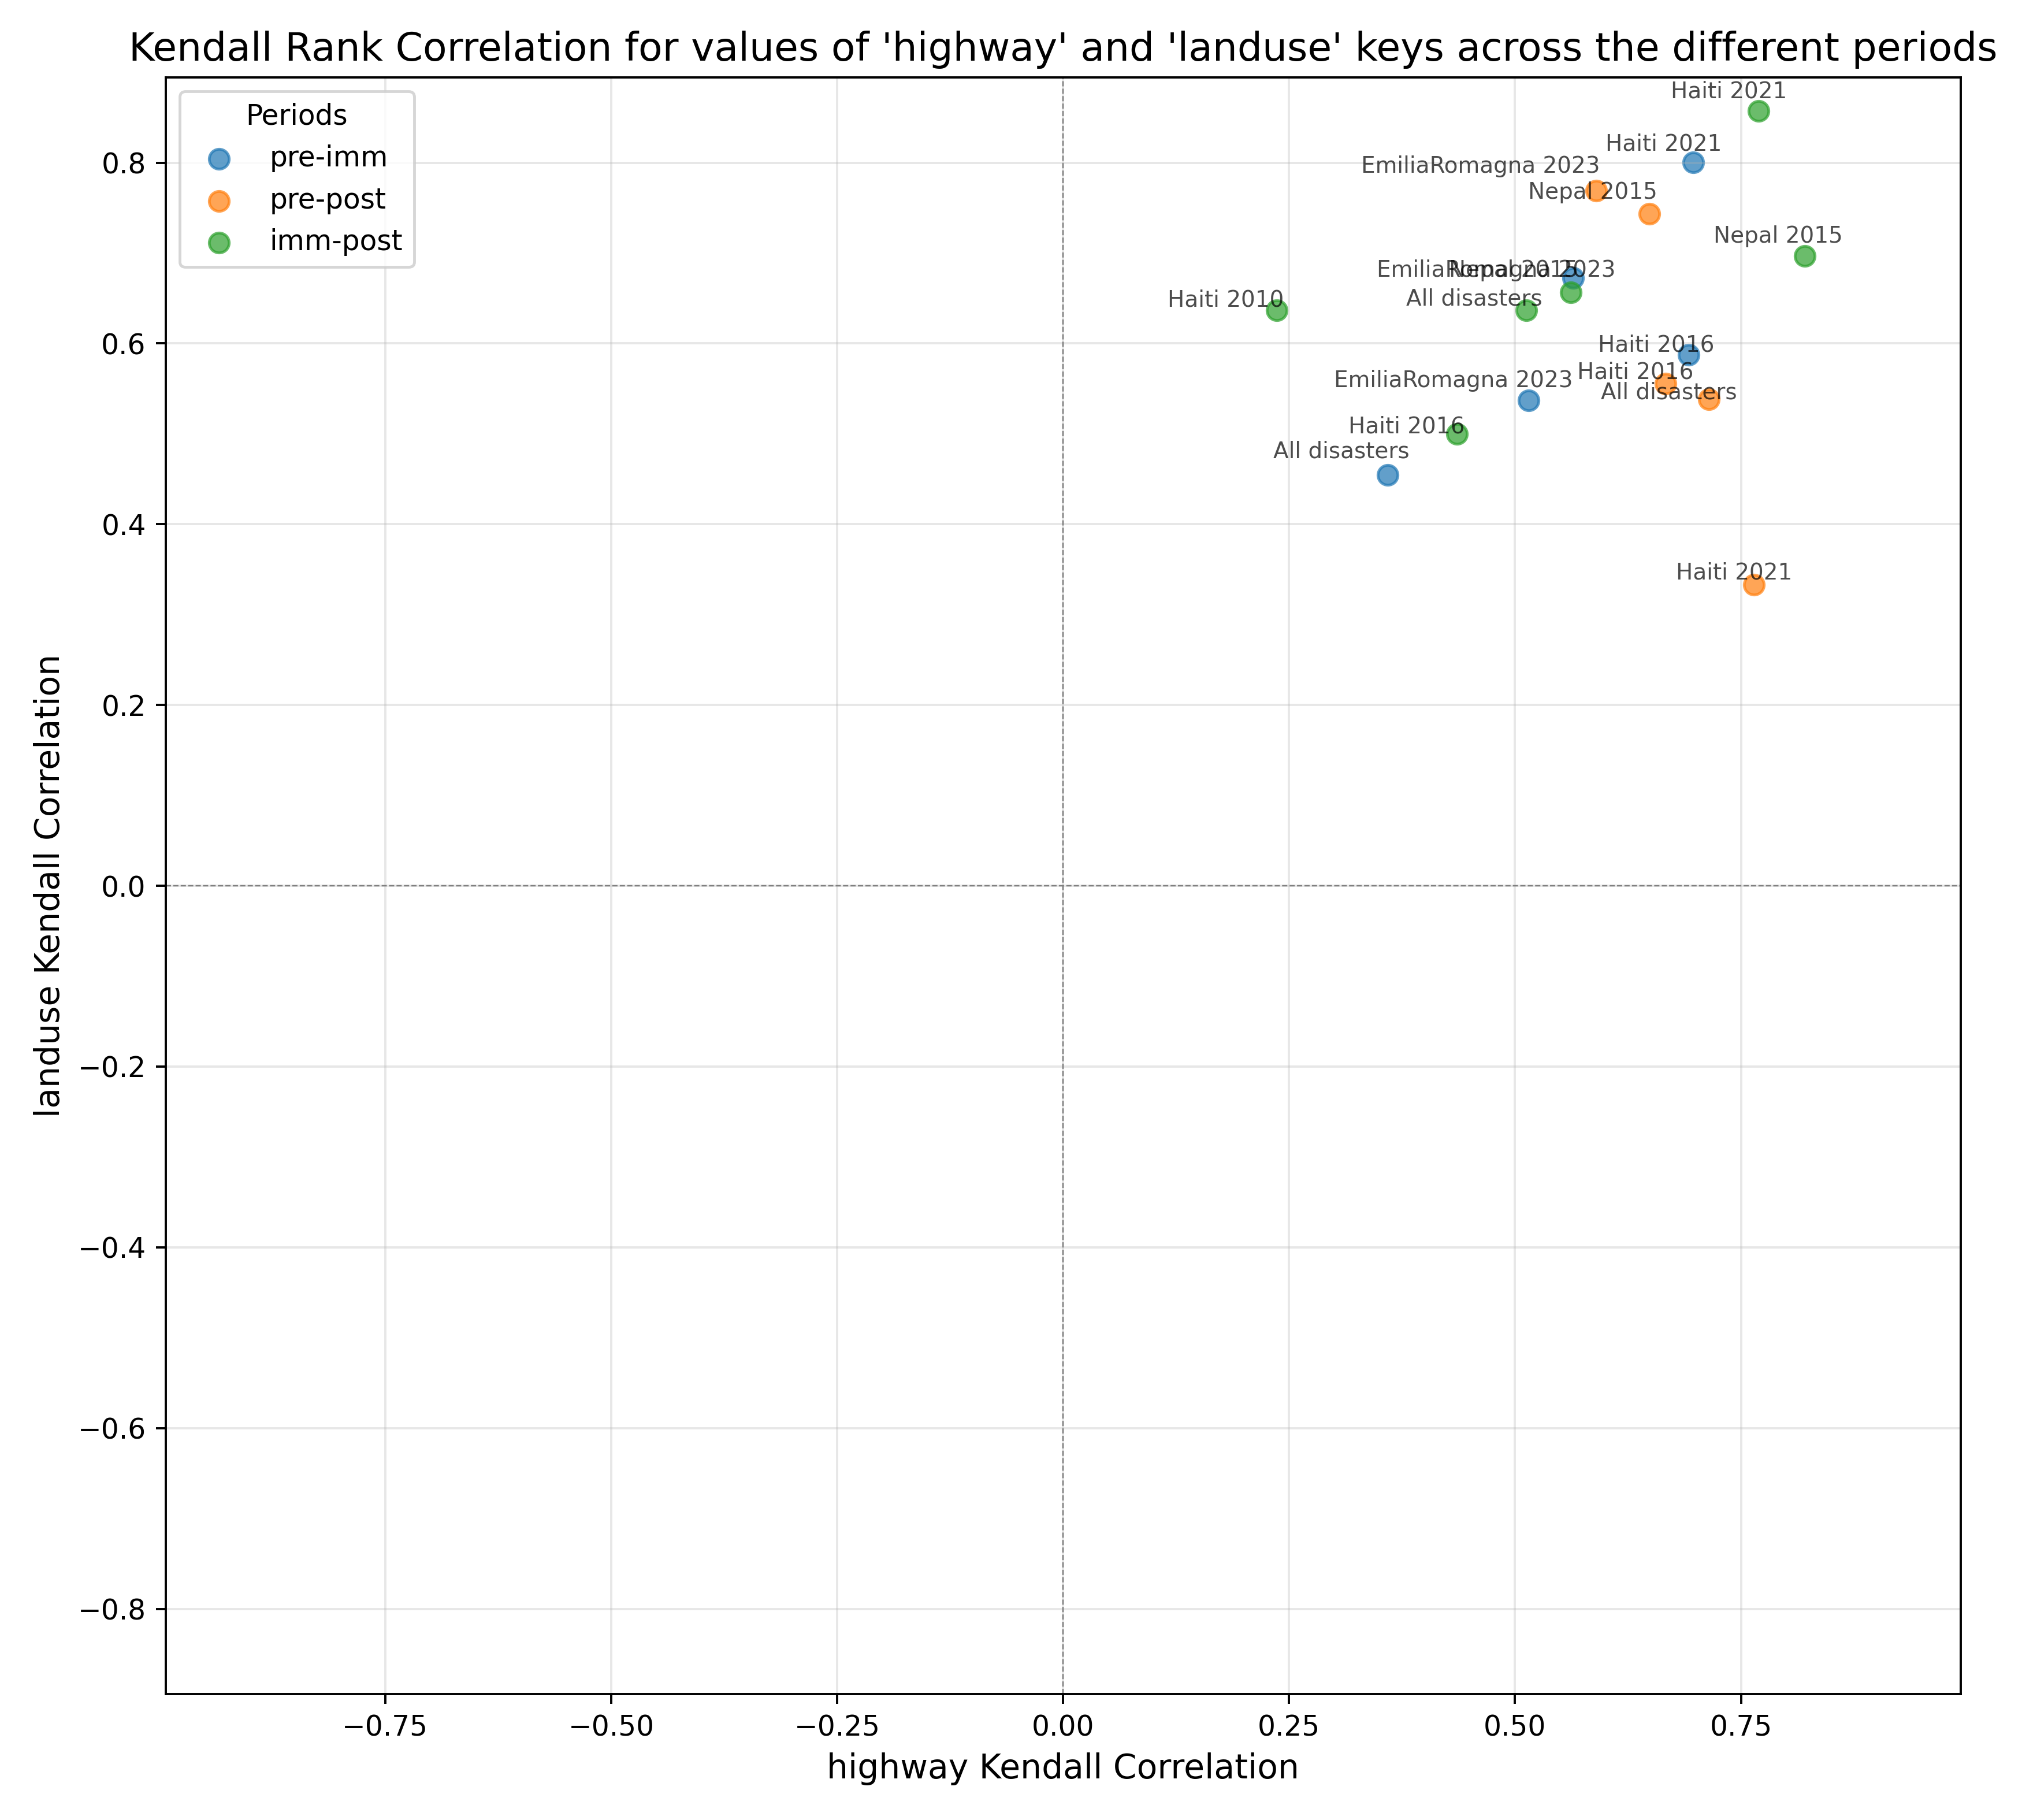 Kendall Rank Correlation for values of 'highway' and 'landuse' keys across the different periods
Periods
pre-imm
pre-post
imm-post
Haiti 2021
Haiti 2021
EmiliaRomagna 2023
Nepal 2015
Nepal 2015
EmiliaRomagna 2023
Nepal 2015
All disasters
Haiti 2010
Haiti 2016
Haiti 2016
EmiliaRomagna 2023
All disasters
Haiti 2016
All disasters
Haiti 2021
landuse Kendall Correlation
0.8
0.6
0.4
0.2
0.0
−0.2
−0.4
−0.6
−0.8
−0.75
−0.50
−0.25
0.00
0.25
0.50
0.75
highway Kendall Correlation